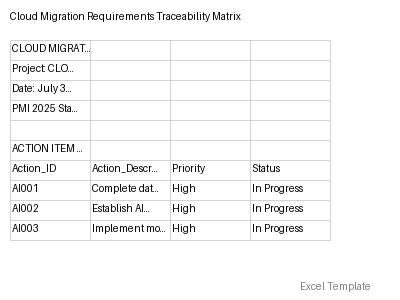 Cloud Migration Requirements Traceability Matrix
CLOUD MIGRAT...
Project: CLO...
Date: July 3...
PMI 2025 Sta...
ACTION ITEM ...
Action_ID Action_Descr... Priority Status
AI001 Complete dat... High In Progress
AI002 Establish AI... High In Progress
AI003 Implement mo... High In Progress
Excel Template